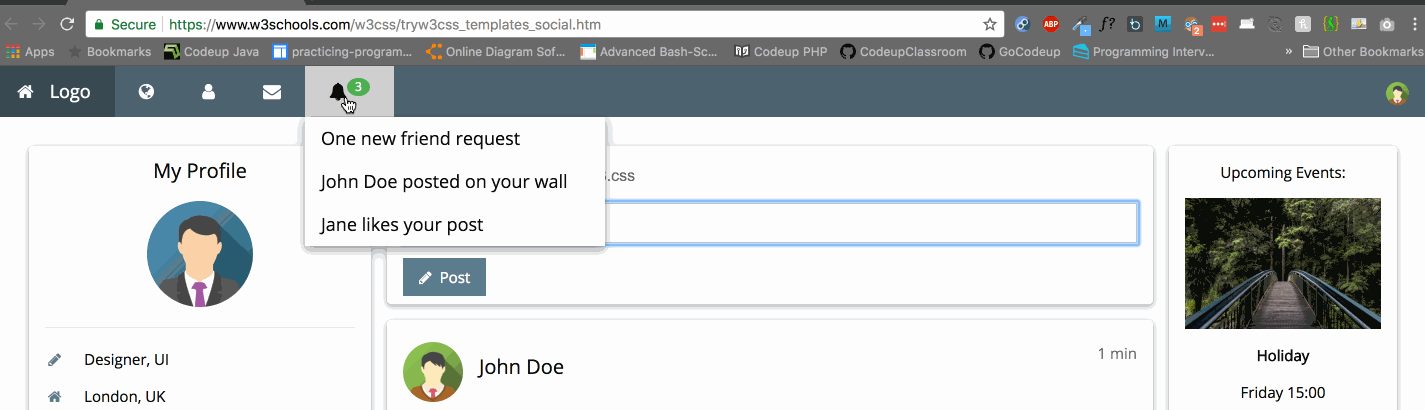 Secure https://www.w3schools.com/w3css/tryw3css_templates_social.htm
ABP f? M 2
Apps Bookmarks Codeup Java practicing-program… Online Diagram Sof… Advanced Bash-Sc… Codeup PHP CodeupClassroom GoCodeup Programming Interv… » Other Bookmarks
Logo 3
One new friend request
John Doe posted on your wall
Jane likes your post
My Profile
Designer, UI
London, UK
.css
Post
John Doe 1 min
Upcoming Events:
Holiday
Friday 15:00